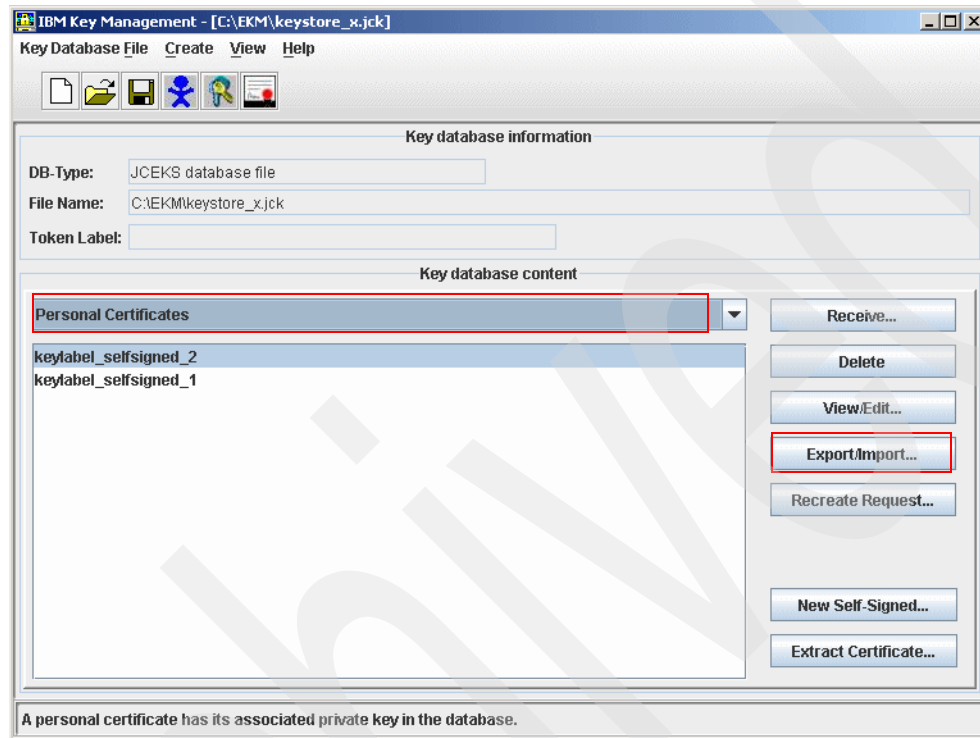 IBM Key Management - [C:\EKM\keystore_x.jck]
Key Database File Create View Help
Key database information
DB-Type: JCEKS database file
File Name: C:\EKM\keystore_x.jck
Token Label:
Key database content
Personal Certificates
Receive...
keylabel_selfsigned_2
Delete
keylabel_selfsigned_1
View/Edit...
Export/Import...
Recreate Request...
New Self-Signed...
Extract Certificate...
A personal certificate has its associated private key in the database.